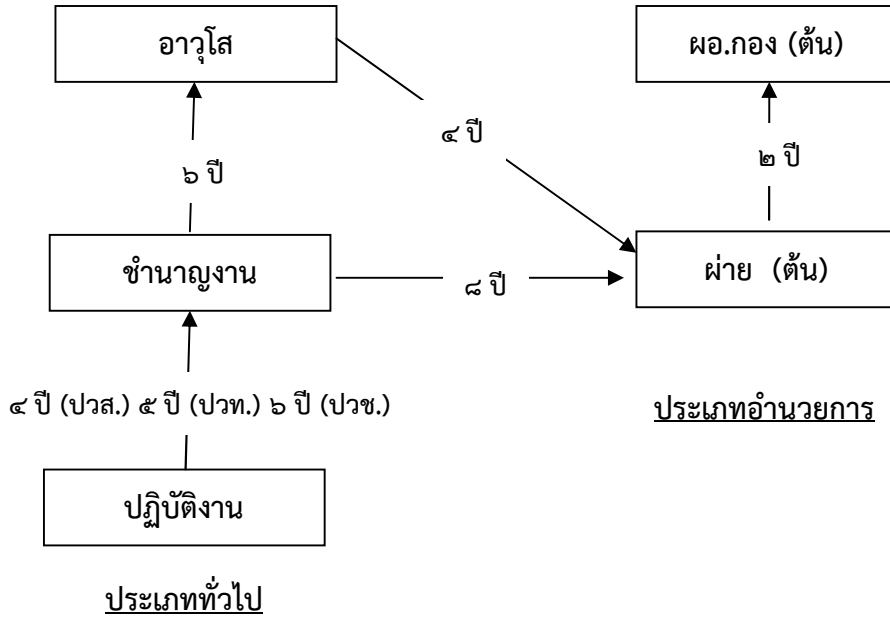 อาวุโส
ผอ.กอง (ต้น)
๔ ปี
๖ ปี
๒ ปี
ชำนาญงาน
๘ ปี
ฝ่าย (ต้น)
๔ ปี (ปวส.) ๕ ปี (ปวท.) ๖ ปี (ปวช.)
ประเภทอำนวยการ
ปฏิบัติงาน
ประเภททั่วไป